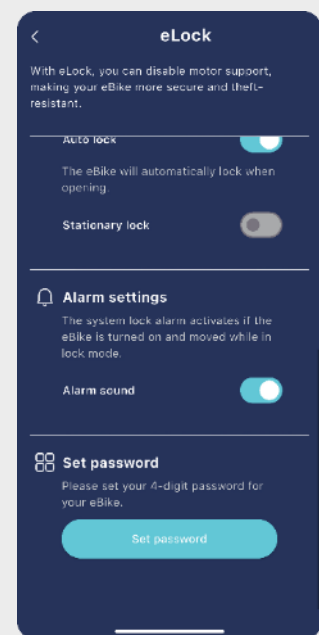 eLock
With eLock, you can disable motor support,
making your eBike more secure and theft-
resistant.
Auto lock
The eBike will automatically lock when
opening.
Stationary lock
Alarm settings
The system lock alarm activates if the
eBike is turned on and moved while in
lock mode.
Alarm sound
Set password
Please set your 4-digit password for
your eBike.
Set password